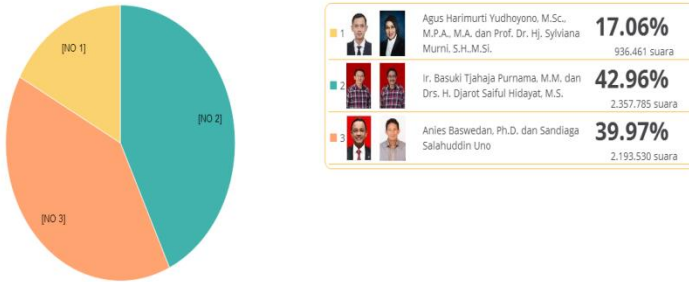 [NO 1]
[NO 2]
[NO 3]
1
Agus Harimurti Yudhoyono, M.Sc.,
M.P.A., M.A. dan Prof. Dr. Hj. Sylviana
Murni, S.H.,M.Si.
17.06%
936.461 suara
2
Ir. Basuki Tjahaja Purnama, M.M. dan
Drs. H. Djarot Saiful Hidayat, M.S.
42.96%
2.357.785 suara
3
Anies Baswedan, Ph.D. dan Sandiaga
Salahuddin Uno
39.97%
2.193.530 suara